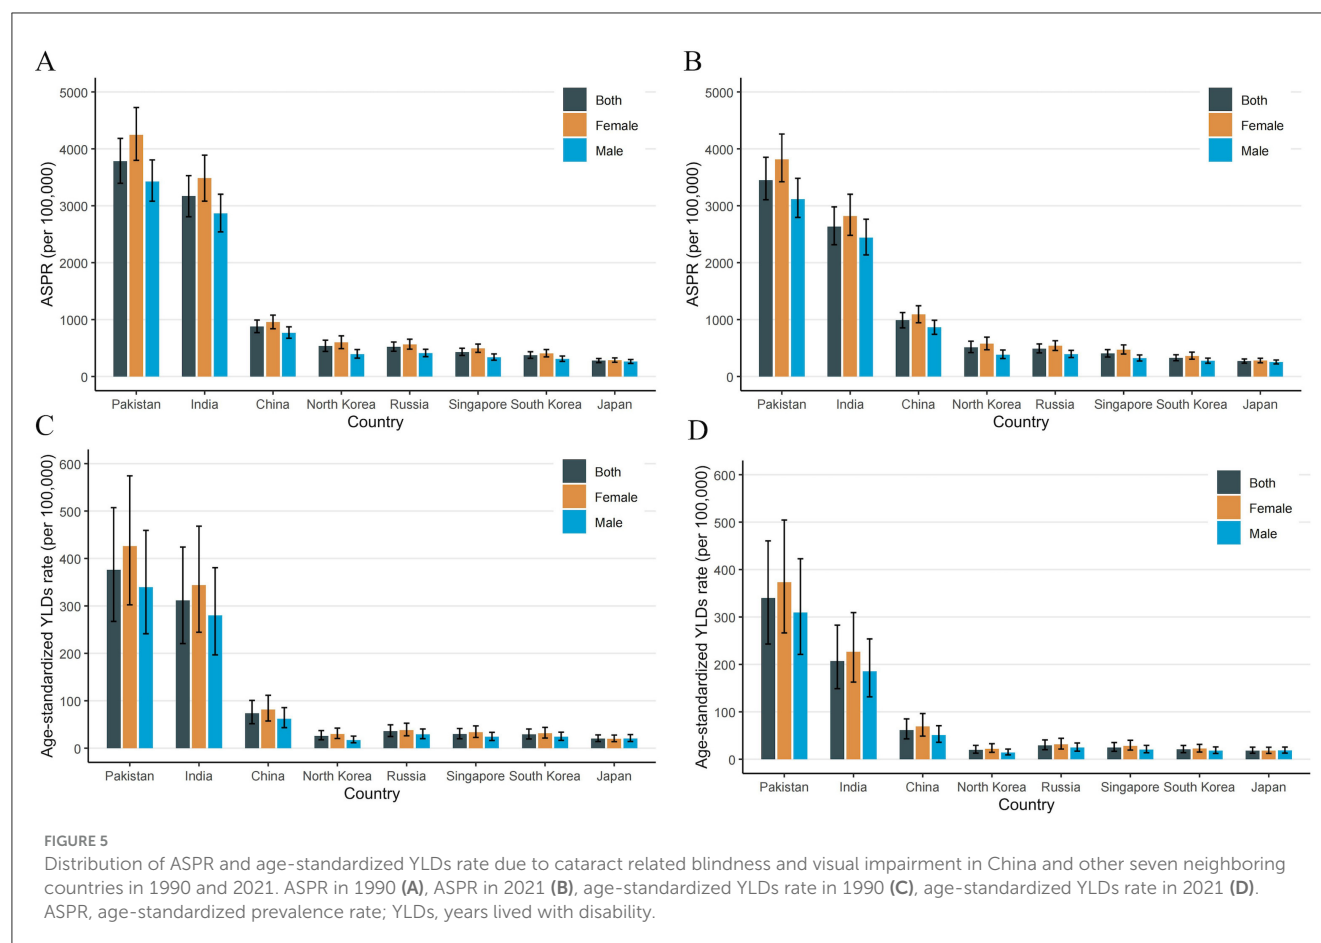 A
5000
4000
3000
2000
1000
0
ASPR (per 100,000)
Both
Female
Male
Pakistan India China North Korea Russia Singapore South Korea Japan
Country
B
5000
4000
3000
2000
1000
0
ASPR (per 100,000)
Both
Female
Male
Pakistan India China North Korea Russia Singapore South Korea Japan
Country
C
600
500
400
300
200
100
0
Age-standardized YLDs rate (per 100,000)
Both
Female
Male
Pakistan India China North Korea Russia Singapore South Korea Japan
Country
D
600
500
400
300
200
100
0
Age-standardized YLDs rate (per 100,000)
Both
Female
Male
Pakistan India China North Korea Russia Singapore South Korea Japan
Country
FIGURE 5
Distribution of ASPR and age-standardized YLDs rate due to cataract related blindness and visual impairment in China and other seven neighboring
countries in 1990 and 2021. ASPR in 1990 (A), ASPR in 2021 (B), age-standardized YLDs rate in 1990 (C), age-standardized YLDs rate in 2021 (D).
ASPR, age-standardized prevalence rate; YLDs, years lived with disability.